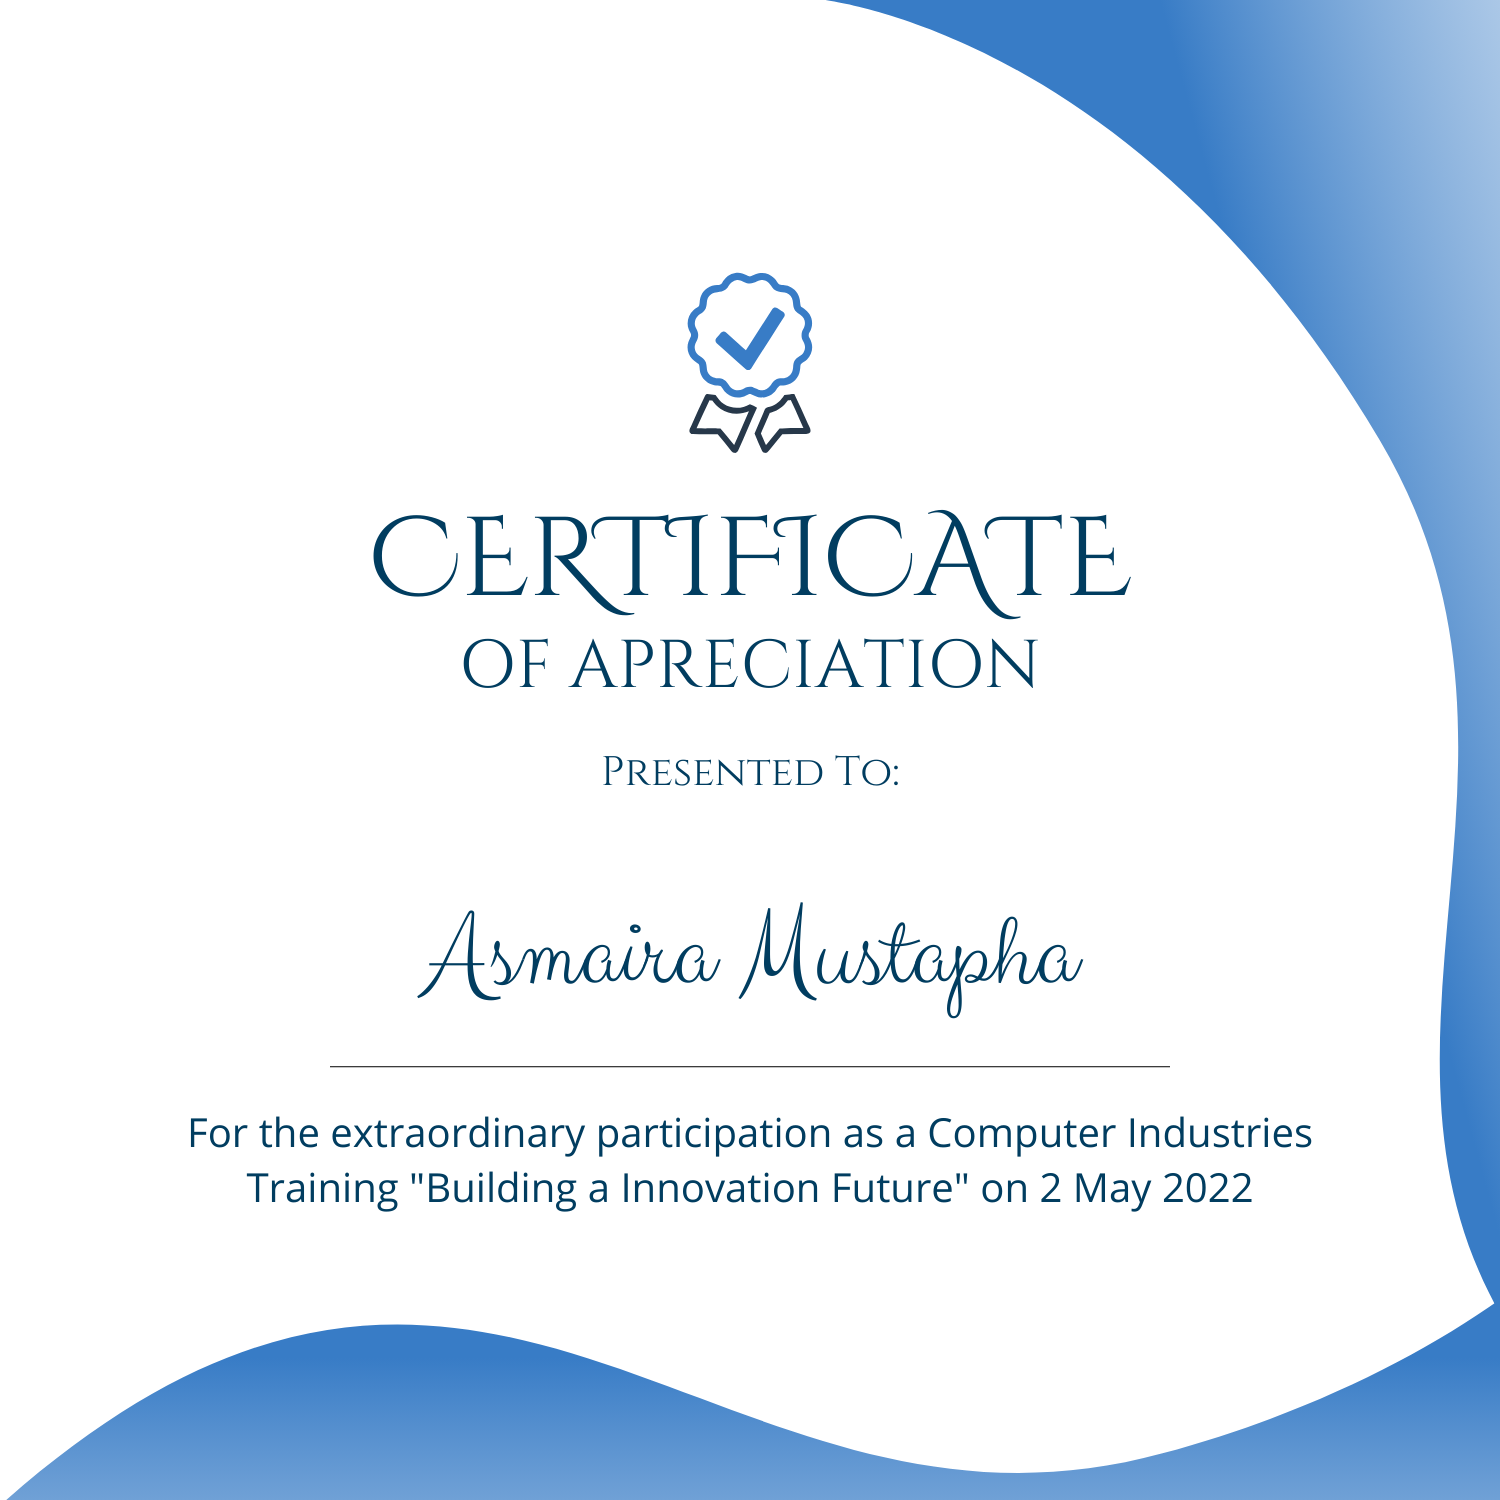 CERTIFICATE
OF APRECIATION
PRESENTED TO:
Asmaira Mustapha
For the extraordinary participation as a Computer Industries
Training "Building a Innovation Future" on 2 May 2022